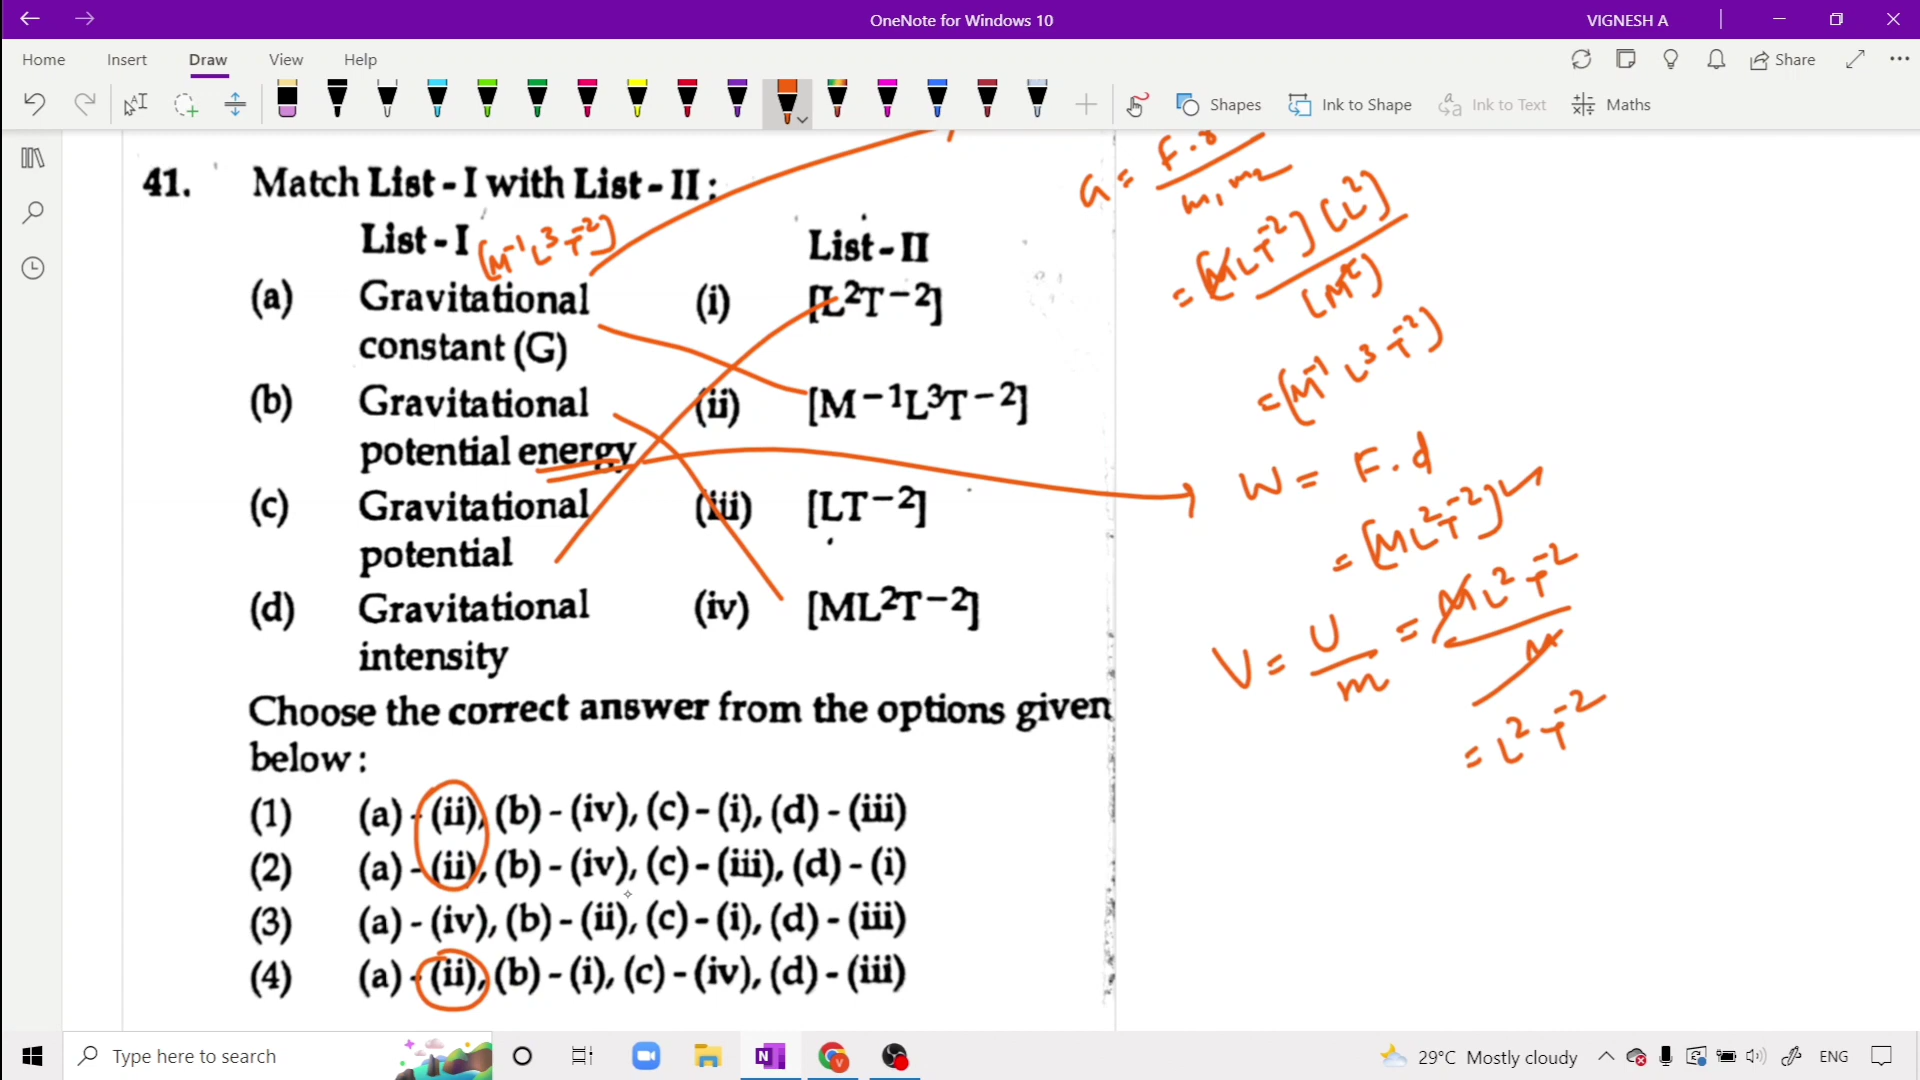 OneNote for Windows 10
VIGNESH A
Home Insert Draw View Help
Share
Shapes Ink to Shape Ink to Text Maths
41. Match List - I with List - II :
List - I [M⁻¹L³T⁻²] List - II
(a) Gravitational constant (G) (i) [L²T⁻²]
(b) Gravitational potential energy (ii) [M⁻¹L³T⁻²]
(c) Gravitational potential (iii) [LT⁻²]
(d) Gravitational intensity (iv) [ML²T⁻²]
Choose the correct answer from the options given
below :
(1) (a) - (ii), (b) - (iv), (c) - (i), (d) - (iii)
(2) (a) - (ii), (b) - (iv), (c) - (iii), (d) - (i)
(3) (a) - (iv), (b) - (ii), (c) - (i), (d) - (iii)
(4) (a) - (ii), (b) - (i), (c) - (iv), (d) - (iii)
= [MLT⁻²] [L²]
= [M⁻¹ L³ T⁻²]
W = F.d
= [ML²T⁻²]
V = U/m = ML²T⁻²/M
= L²T⁻²
Type here to search
29°C Mostly cloudy
ENG